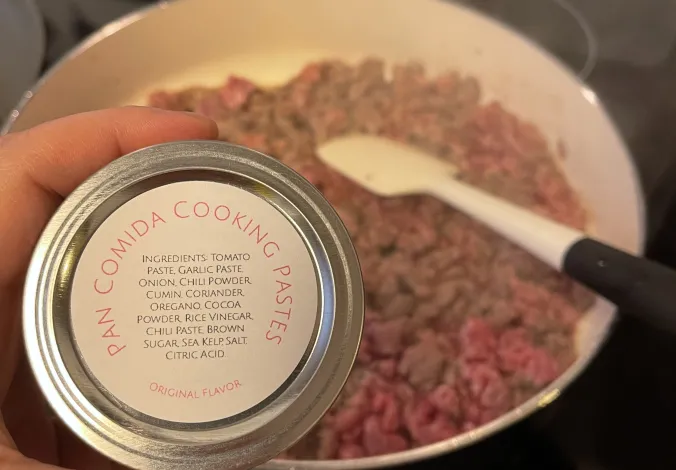 PAN COMIDA COOKING PASTES
INGREDIENTS: TOMATO
PASTE, GARLIC PASTE
ONION, CHILI POWDER,
CUMIN, CORIANDER,
OREGANO, COCOA
POWDER, RICE VINEGAR,
CHILI PASTE, BROWN
SUGAR, SEA KELP, SALT,
CITRIC ACID.
ORIGINAL FLAVOR